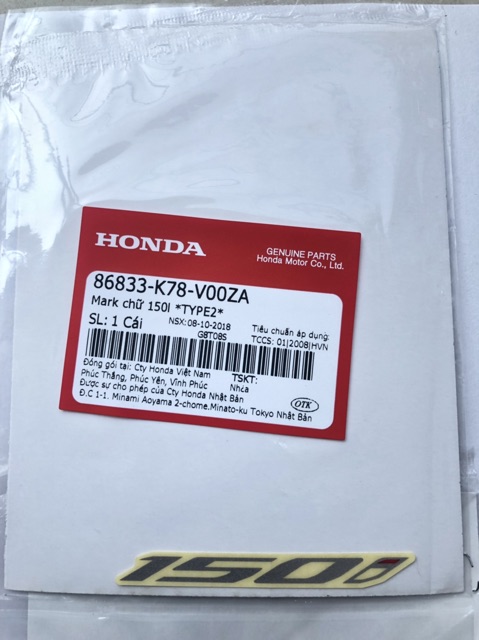 HONDA
GENUINE PARTS
Honda Motor Co., Ltd.
86833-K78-V00ZA
Mark chữ 150I *TYPE2*
SL: 1 Cái
NSX:08-10-2018
G8T08S
Tiêu chuẩn áp dụng:
TCCS: 01|2008|HVN
Đóng gói tại: Cty Honda Việt Nam
Phúc Thắng, Phúc Yên, Vĩnh Phúc
TSKT:
Nhựa
Được sự cho phép của Cty Honda Nhật Bản
Đ.C 1-1. Minami Aoyama 2-chome.Minato-ku Tokyo Nhật Bản
OTK
150i